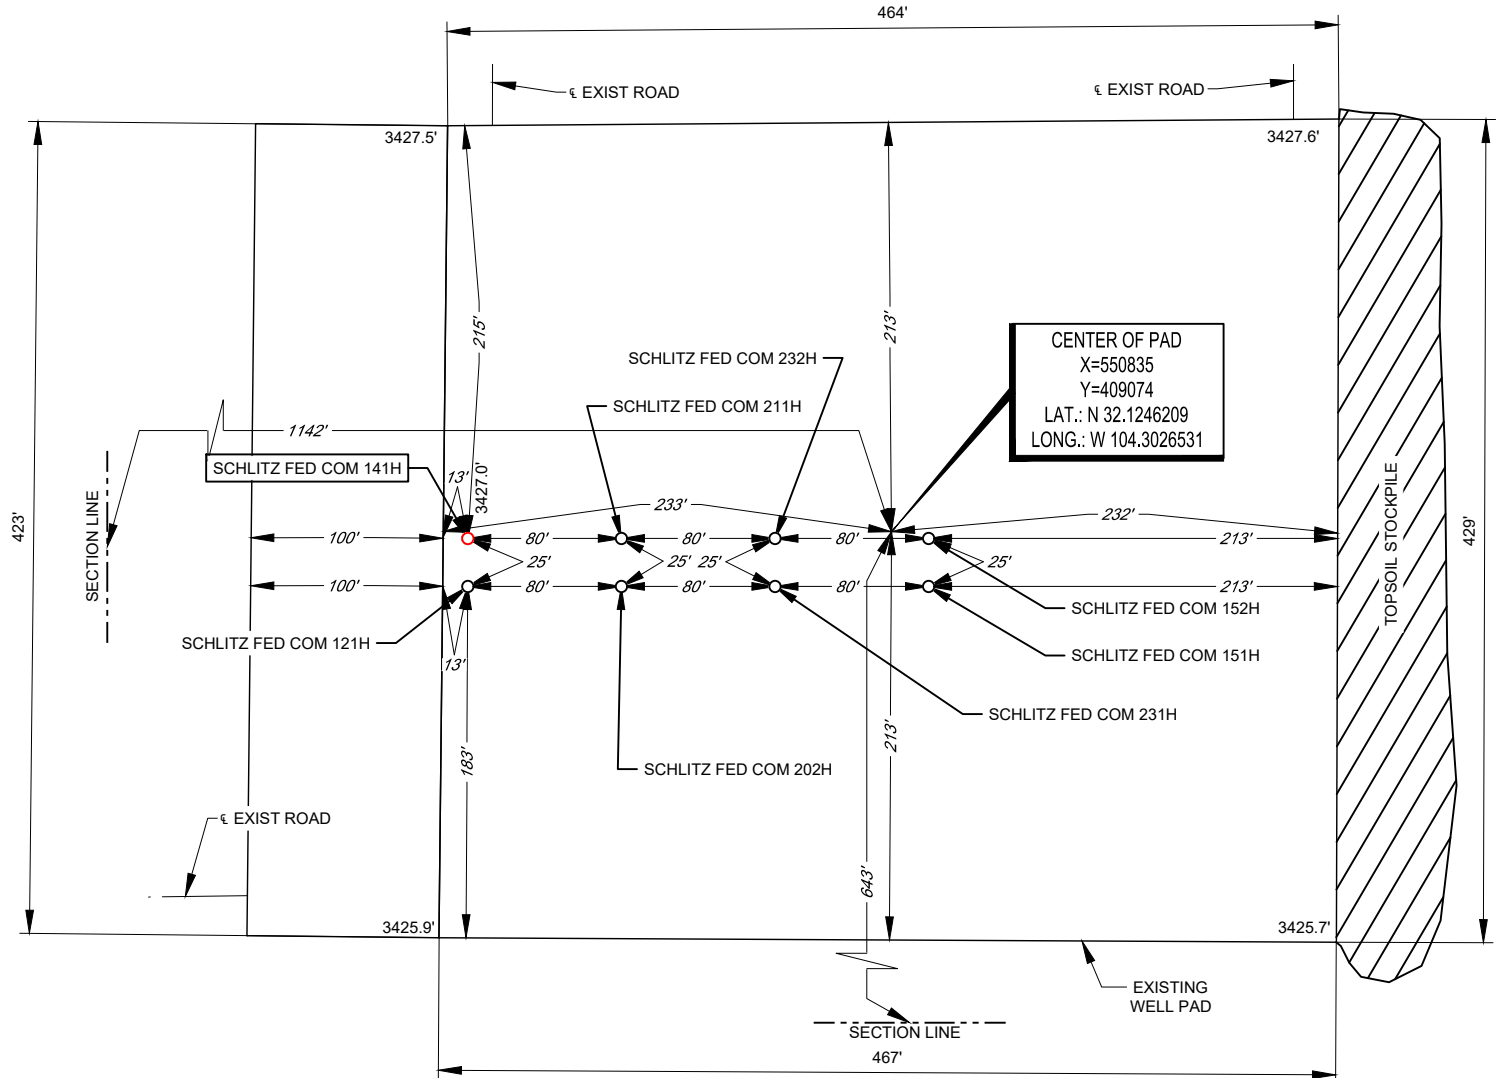 464'
℄ EXIST ROAD
℄ EXIST ROAD
3427.5'
3427.6'
423'
429'
215'
213'
CENTER OF PAD
X=550835
Y=409074
LAT.: N 32.1246209
LONG.: W 104.3026531
SCHLITZ FED COM 232H
SCHLITZ FED COM 211H
1142'
SCHLITZ FED COM 141H
13'
3427.0'
233'
232'
SECTION LINE
TOPSOIL STOCKPILE
100'
80'
80'
80'
213'
25'
25'
25'
25'
100'
80'
80'
80'
213'
SCHLITZ FED COM 152H
SCHLITZ FED COM 121H
13'
SCHLITZ FED COM 151H
SCHLITZ FED COM 231H
183'
213'
SCHLITZ FED COM 202H
℄ EXIST ROAD
643'
3425.9'
3425.7'
EXISTING
WELL PAD
SECTION LINE
467'